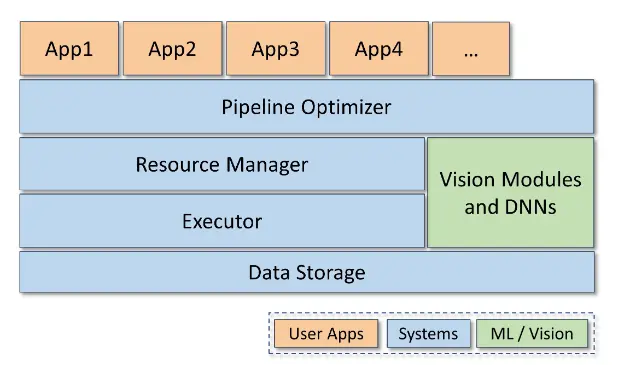 App1 App2 App3 App4 ...
Pipeline Optimizer
Resource Manager
Vision Modules
and DNNs
Executor
Data Storage
User Apps Systems ML / Vision